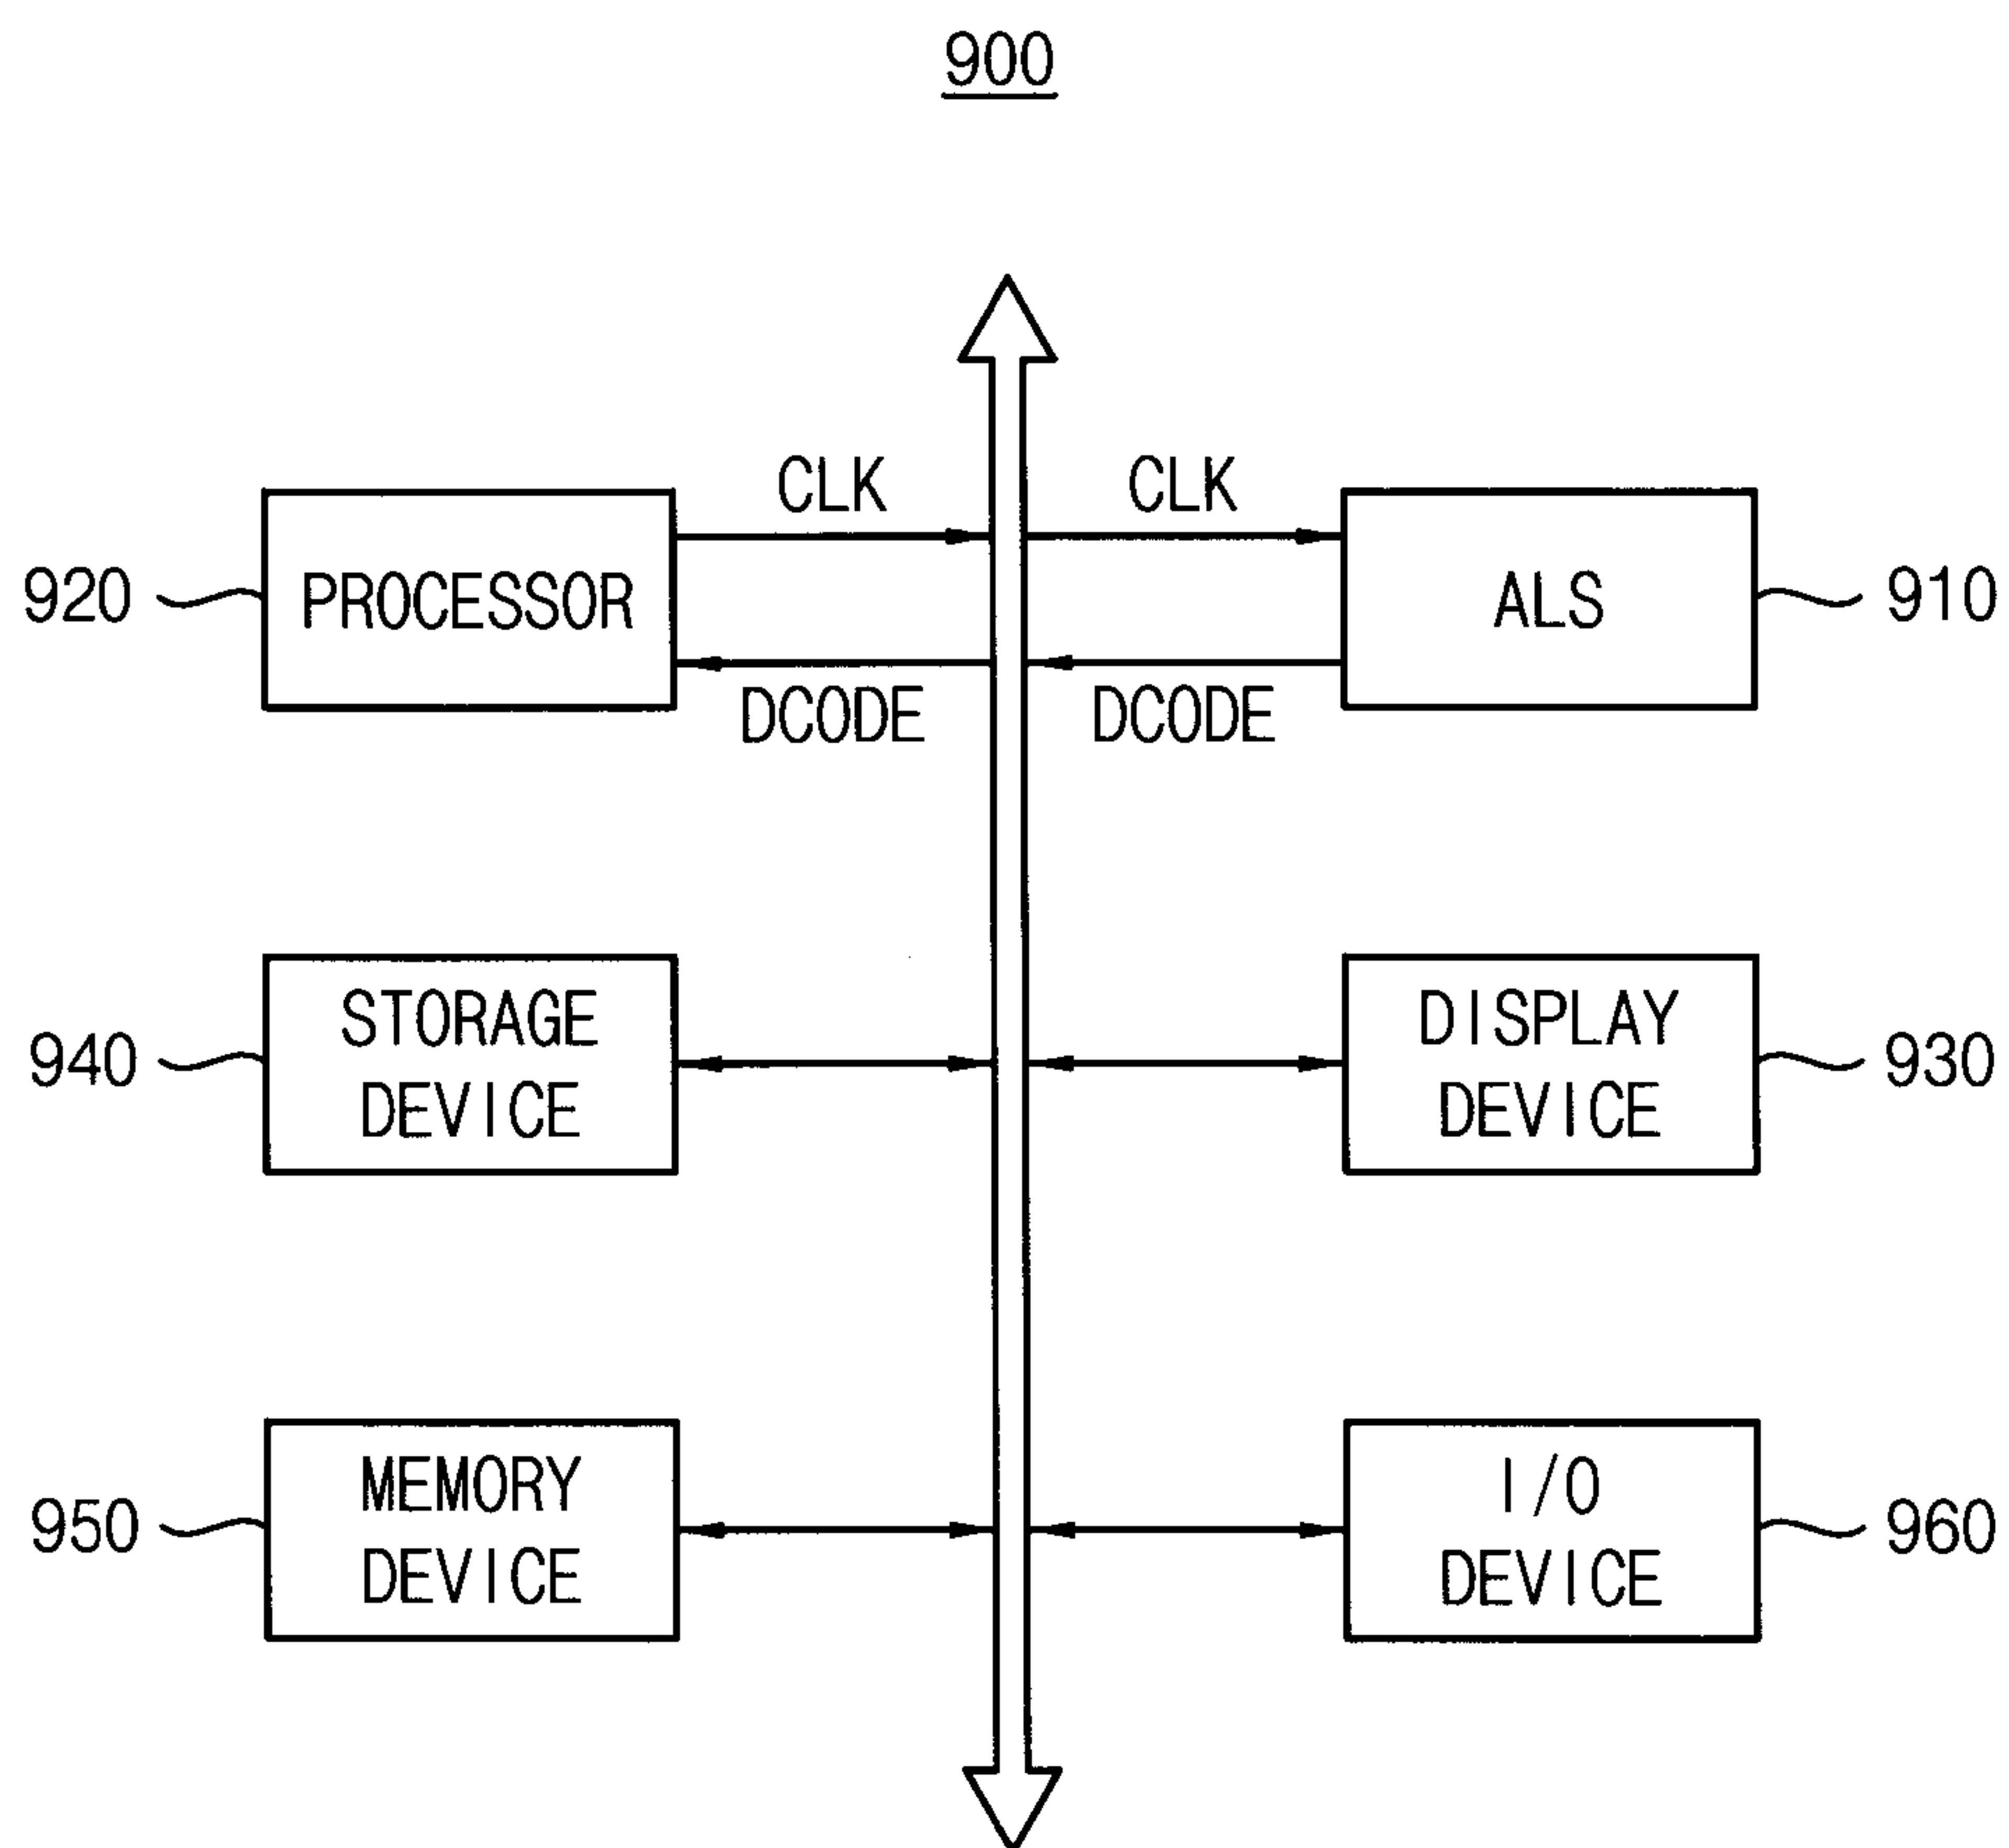 900
CLK
CLK
920
PROCESSOR
ALS
910
DCODE
DCODE
940
STORAGE
DEVICE
DISPLAY
DEVICE
930
950
MEMORY
DEVICE
I/O
DEVICE
960